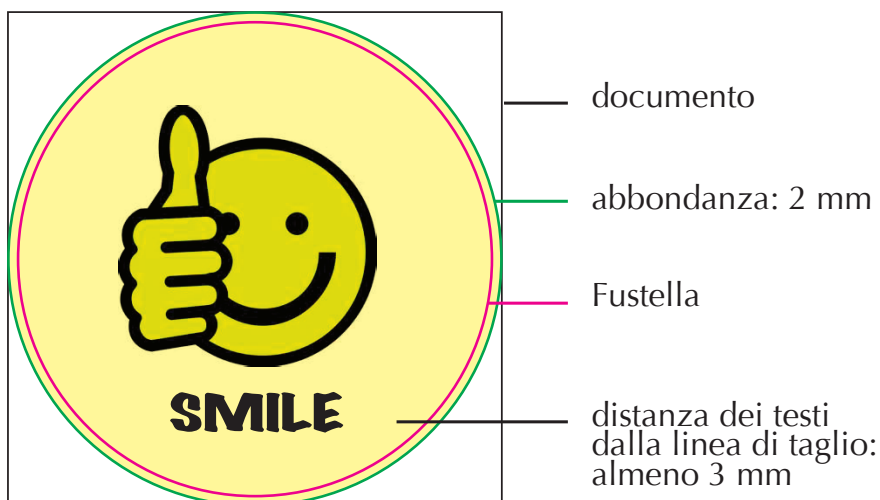 documento
abbondanza: 2 mm
Fustella
SMILE
distanza dei testi
dalla linea di taglio:
almeno 3 mm